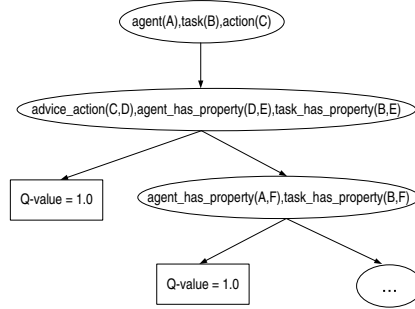 agent(A),task(B),action(C)
advice_action(C,D),agent_has_property(D,E),task_has_property(B,E)
Q-value = 1.0
agent_has_property(A,F),task_has_property(B,F)
Q-value = 1.0
...